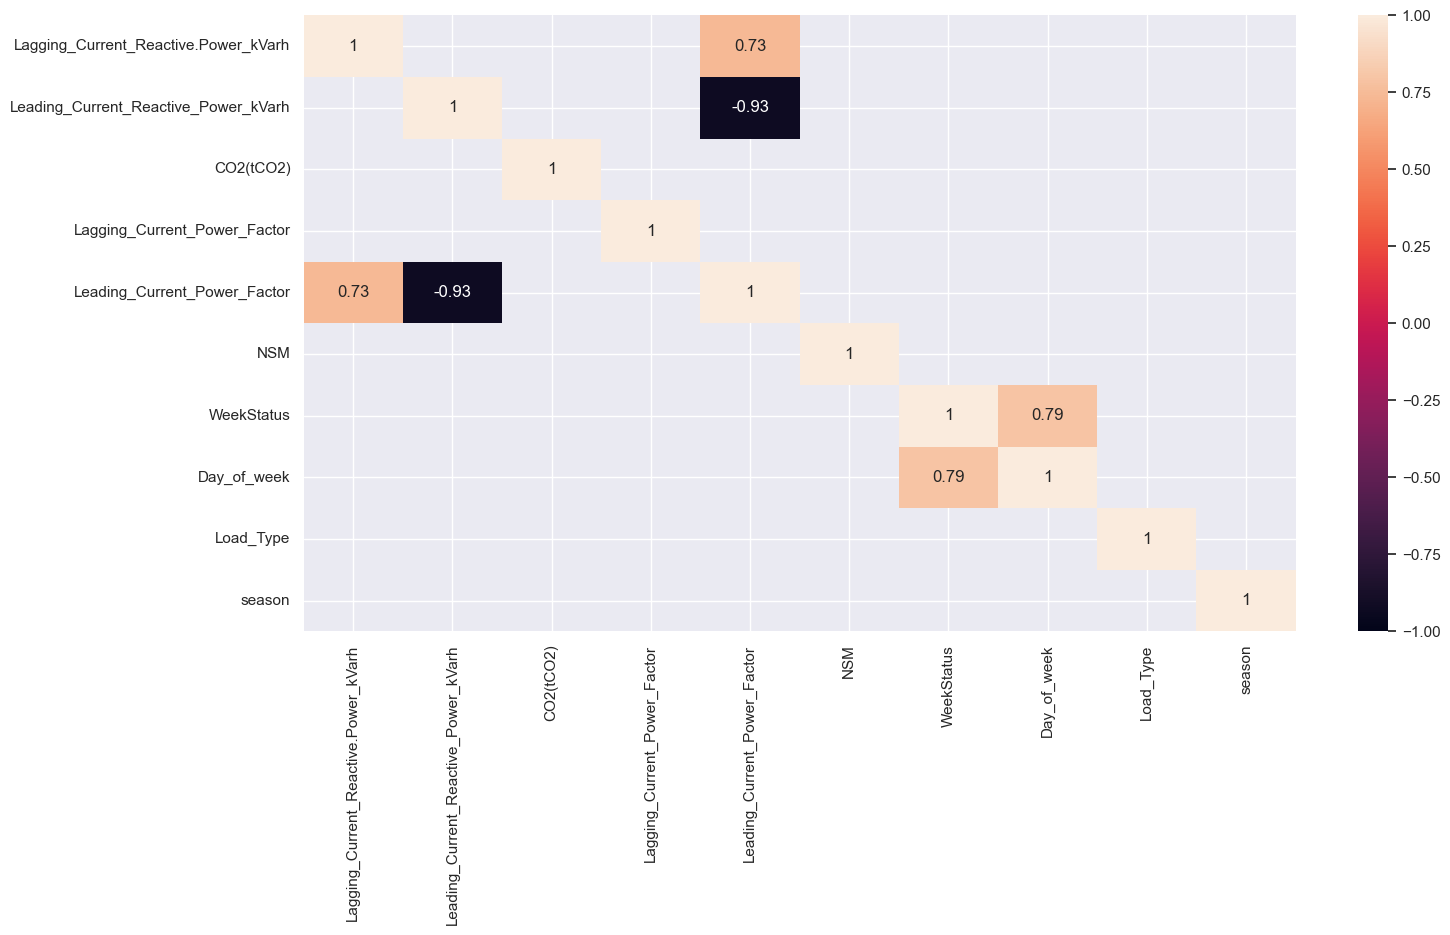 Lagging_Current_Reactive.Power_kVarh 1 0.73
Leading_Current_Reactive_Power_kVarh 1 -0.93
CO2(tCO2) 1
Lagging_Current_Power_Factor 1
Leading_Current_Power_Factor 0.73 -0.93 1
NSM 1
WeekStatus 1 0.79
Day_of_week 0.79 1
Load_Type 1
season 1
Lagging_Current_Reactive.Power_kVarh
Leading_Current_Reactive_Power_kVarh
CO2(tCO2)
Lagging_Current_Power_Factor
Leading_Current_Power_Factor
NSM
WeekStatus
Day_of_week
Load_Type
season
1.00
0.75
0.50
0.25
0.00
−0.25
−0.50
−0.75
−1.00